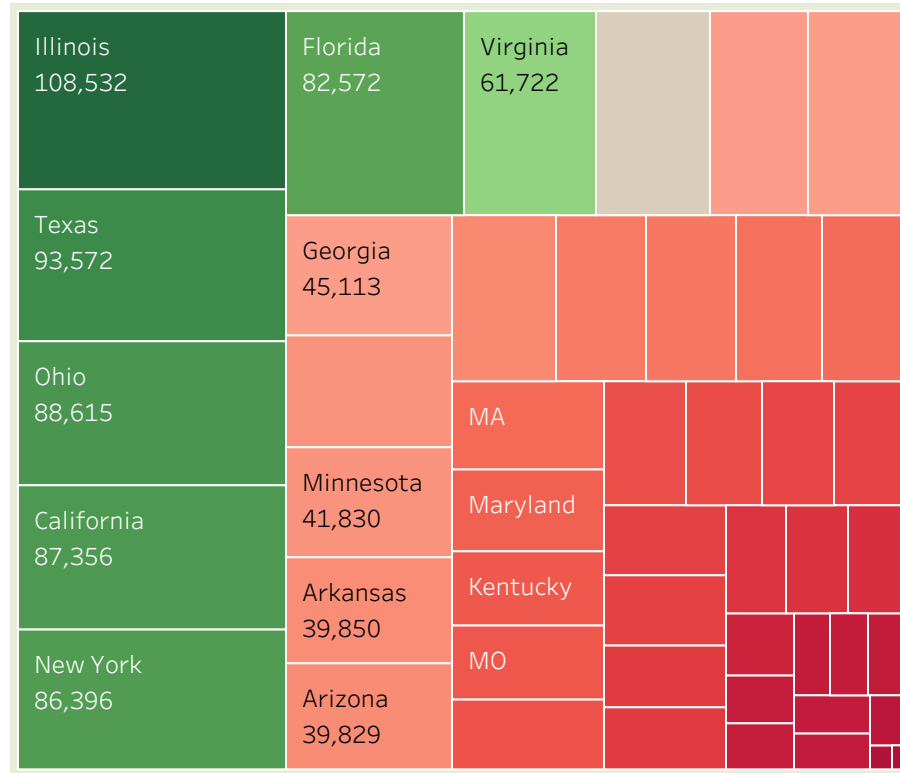 Illinois
108,532
Texas
93,572
Ohio
88,615
California
87,356
New York
86,396
Florida
82,572
Virginia
61,722
Georgia
45,113
Minnesota
41,830
Arkansas
39,850
Arizona
39,829
MA
Maryland
Kentucky
MO